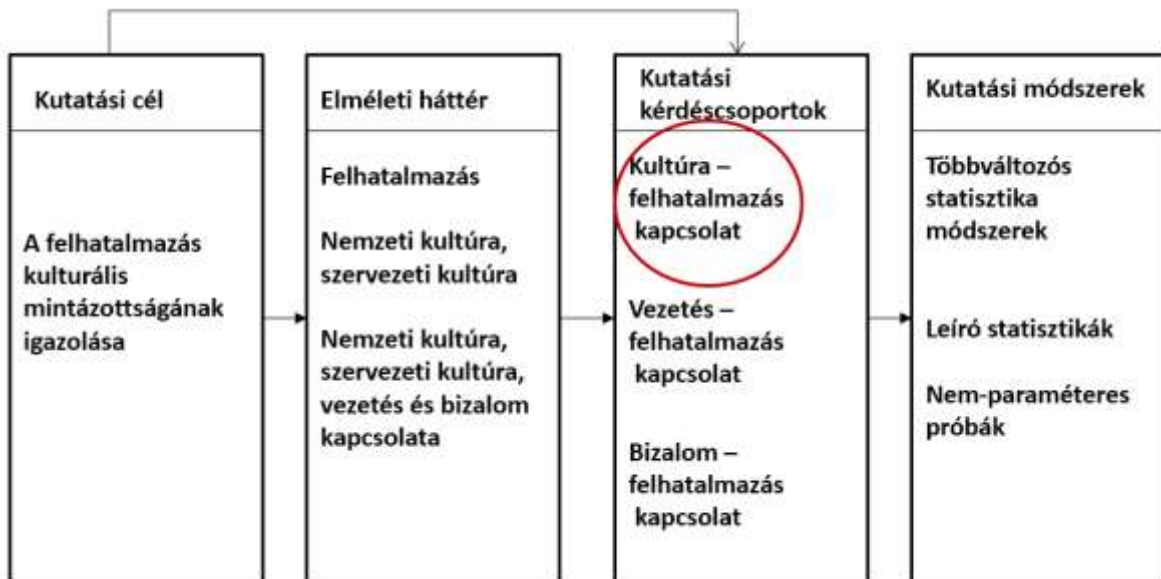 Kutatási cél
A felhatalmazás
kulturális
mintázottságának
igazolása
Elméleti háttér
Felhatalmazás
Nemzeti kultúra,
szervezeti kultúra
Nemzeti kultúra,
szervezeti kultúra,
vezetés és bizalom
kapcsolata
Kutatási
kérdéscsoportok
Kultúra –
felhatalmazás
kapcsolat
Vezetés –
felhatalmazás
kapcsolat
Bizalom –
felhatalmazás
kapcsolat
Kutatási módszerek
Többváltozós
statisztika
módszerek
Leíró statisztikák
Nem-paraméteres
próbák